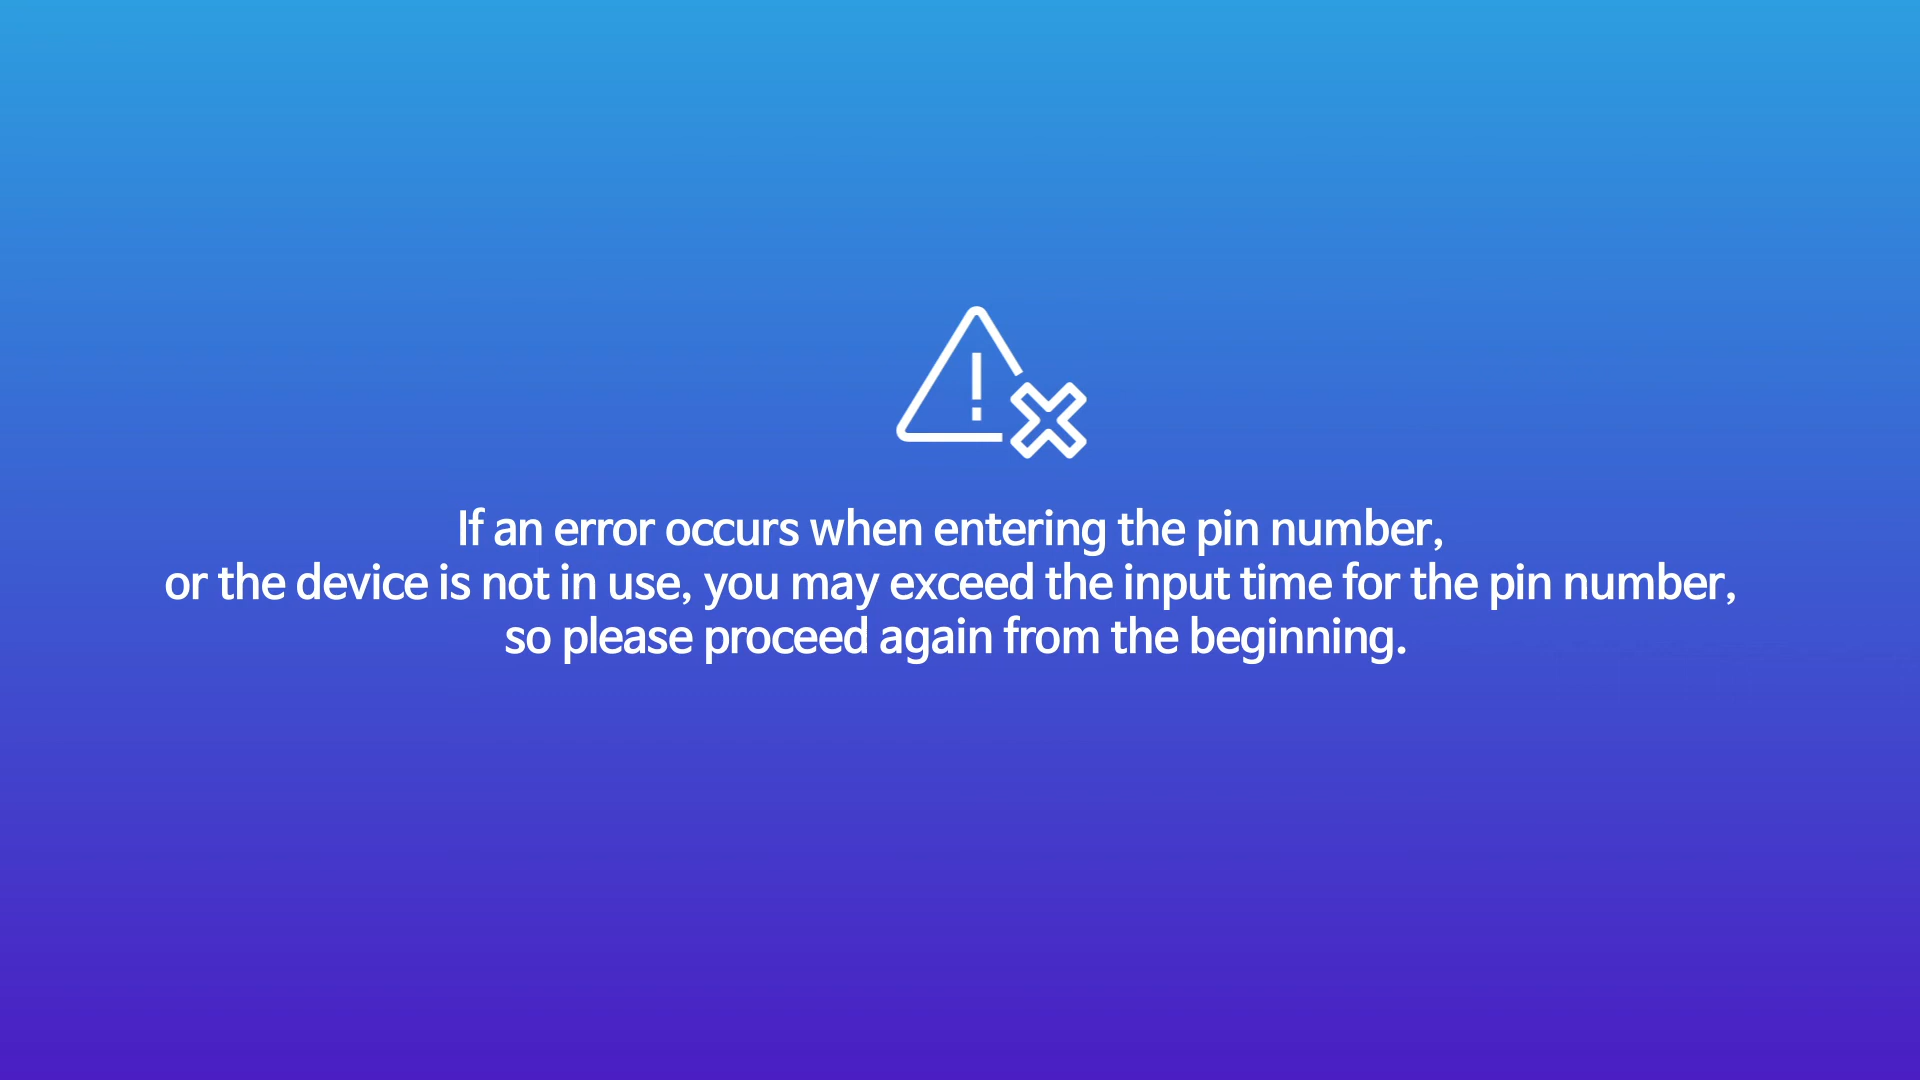 If an error occurs when entering the pin number,
or the device is not in use, you may exceed the input time for the pin number,
so please proceed again from the beginning.